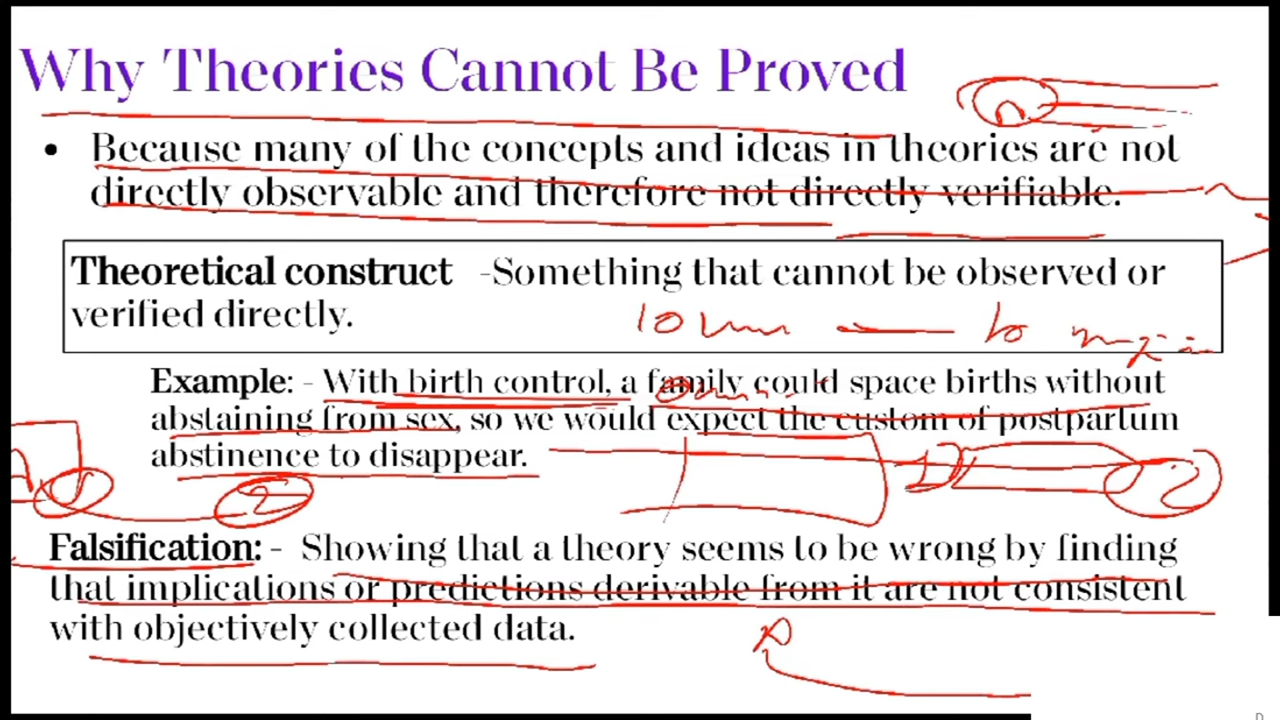 Why Theories Cannot Be Proved
• Because many of the concepts and ideas in theories are not
directly observable and therefore not directly verifiable.
Theoretical construct -Something that cannot be observed or
verified directly.
10
Example: - With birth control, a family could space births without
abstaining from sex, so we would expect the custom of postpartum
abstinence to disappear.
2 1 2
Falsification: - Showing that a theory seems to be wrong by finding
that implications or predictions derivable from it are not consistent
with objectively collected data.